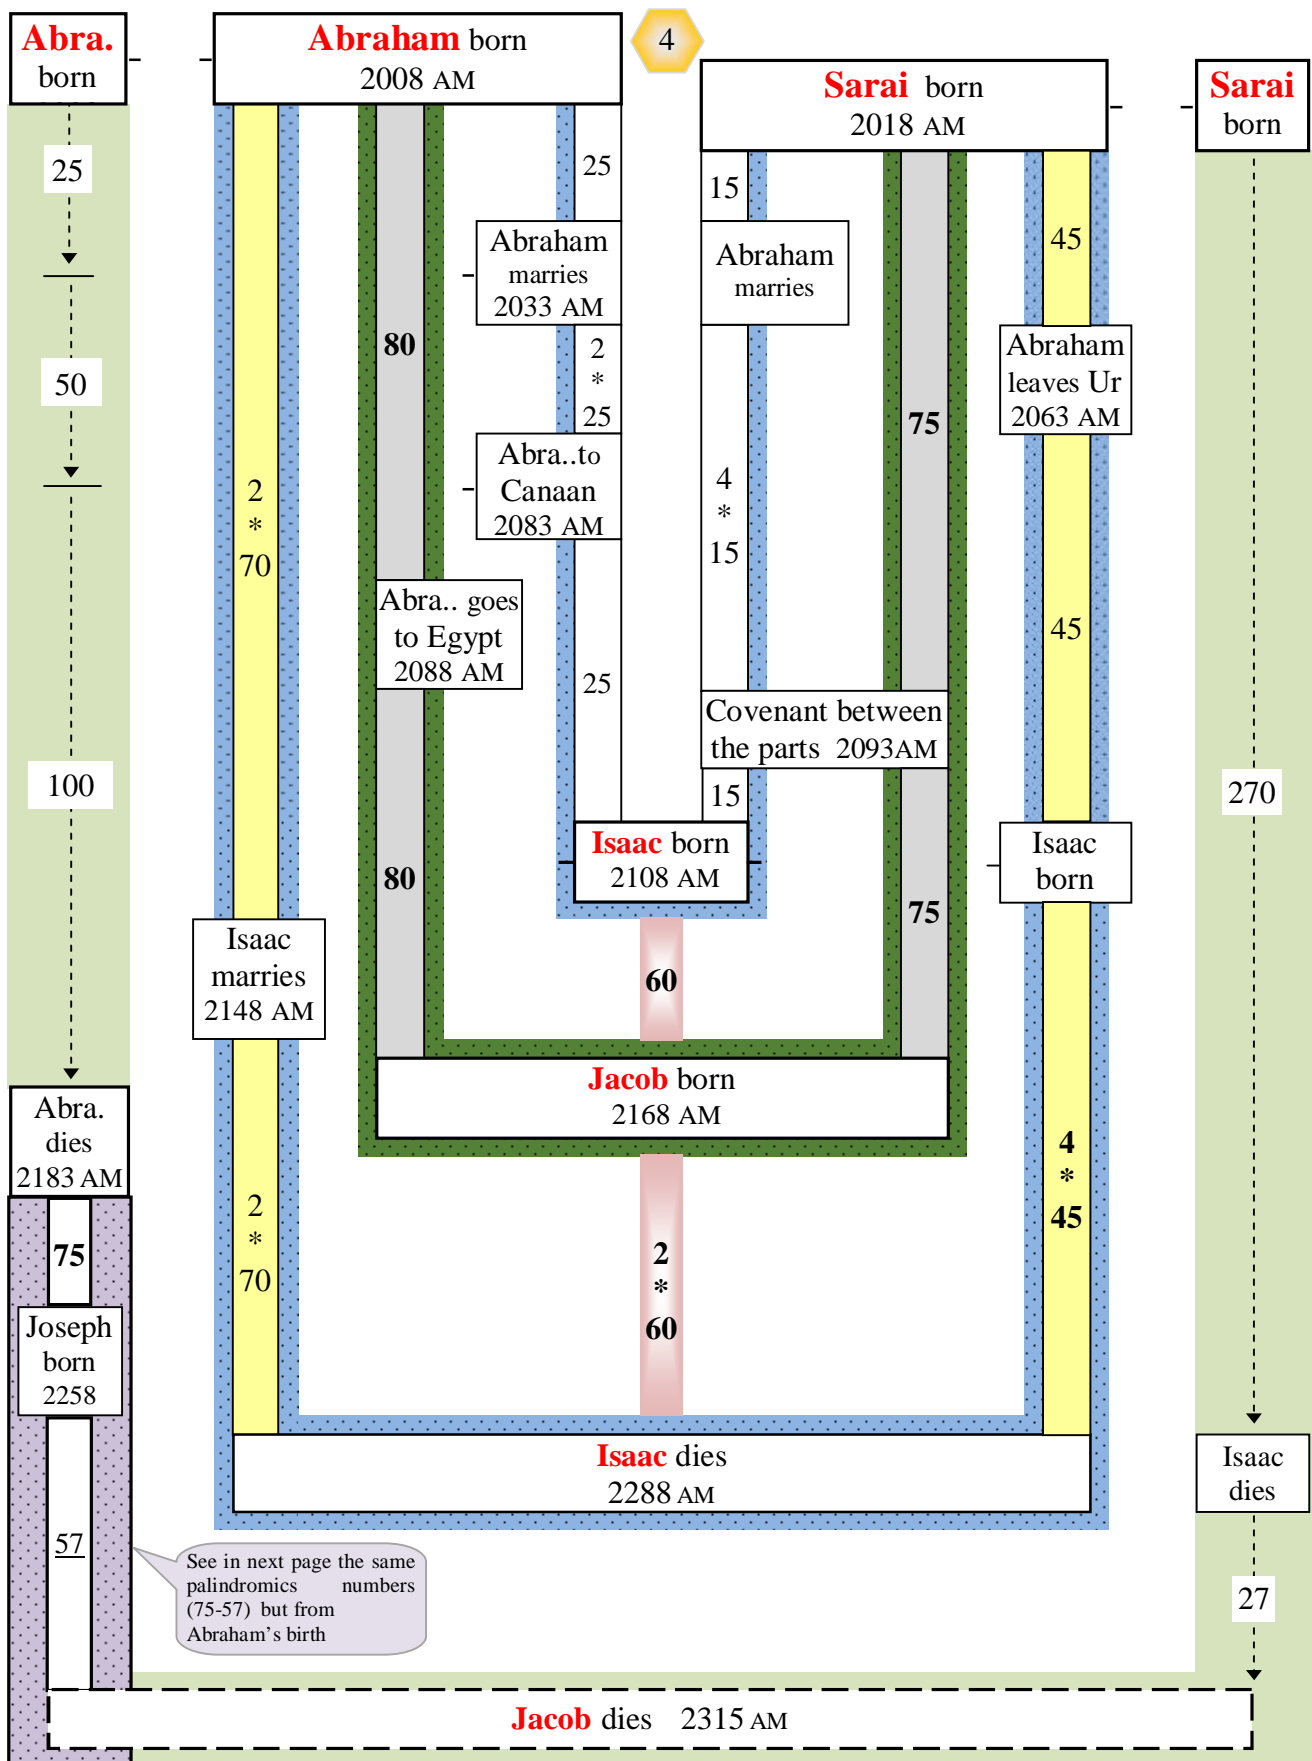 Abra.
born
Abraham born
2008 AM
4
Sarai born
2018 AM
Sarai
born
25
50
100
Abra.
dies
2183 AM
75
Joseph
born
2258
57
2
*
70
Isaac
marries
2148 AM
2
*
70
80
Abra.. goes
to Egypt
2088 AM
80
25
Abraham
marries
2033 AM
2
*
25
Abra..to
Canaan
2083 AM
25
15
Abraham
marries
4
*
15
Covenant between
the parts 2093AM
15
Isaac born
2108 AM
60
75
75
Jacob born
2168 AM
2
*
60
45
Abraham
leaves Ur
2063 AM
45
Isaac
born
4
*
45
Isaac dies
2288 AM
270
Isaac
dies
27
See in next page the same
palindromics numbers
(75-57) but from
Abraham's birth
Jacob dies 2315 AM